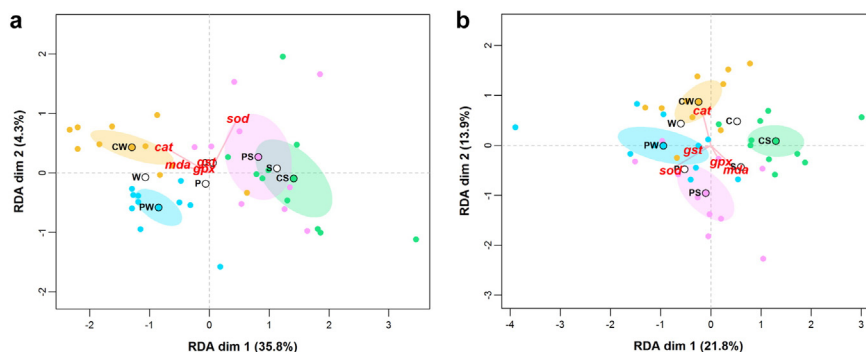 a
RDA dim 2 (4.3%)
2
1
0
-1
-2
sod
cat
mda
gpx
CW
W
PW
P
PS
S
CS
-2
-1
0
1
2
3
RDA dim 1 (35.8%)
b
RDA dim 2 (13.9%)
2
1
0
-1
-2
-3
CW
cat
W
C
PW
gst
CS
gpx
sod
P
S
mda
PS
-4
-3
-2
-1
0
1
2
3
RDA dim 1 (21.8%)